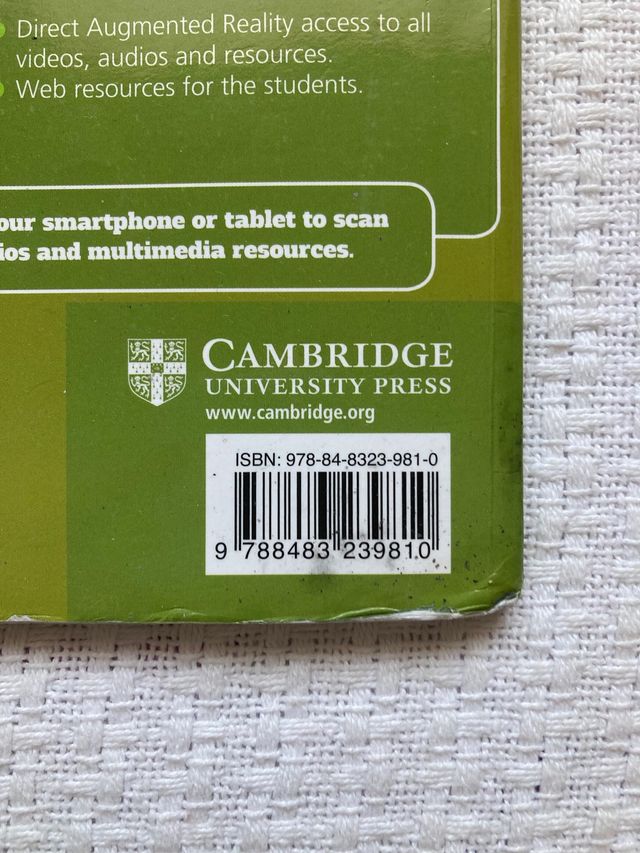 Direct Augmented Reality access to all
videos, audios and resources.
Web resources for the students.
our smartphone or tablet to scan
ios and multimedia resources.
CAMBRIDGE
UNIVERSITY PRESS
www.cambridge.org
ISBN: 978-84-8323-981-0
9 788483 239810